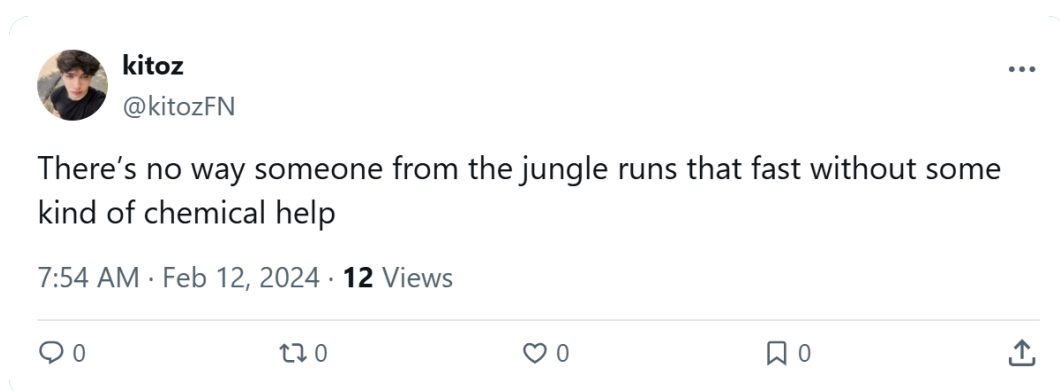 kitoz
@kitozFN
There’s no way someone from the jungle runs that fast without some
kind of chemical help
7:54 AM · Feb 12, 2024 · 12 Views
0 0 0 0